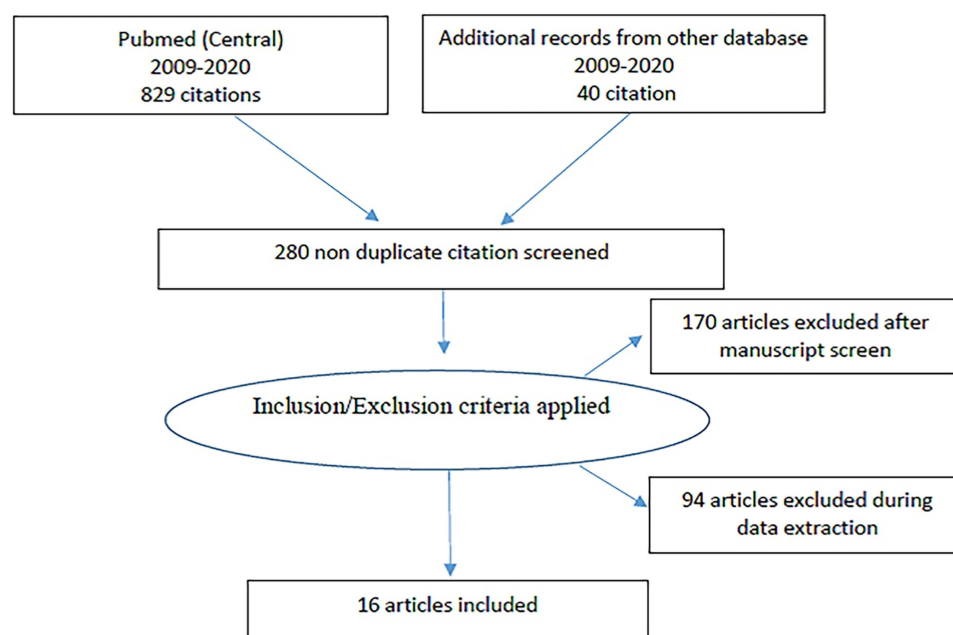 Pubmed (Central)
2009-2020
829 citations
Additional records from other database
2009-2020
40 citation
280 non duplicate citation screened
170 articles excluded after
manuscript screen
Inclusion/Exclusion criteria applied
94 articles excluded during
data extraction
16 articles included